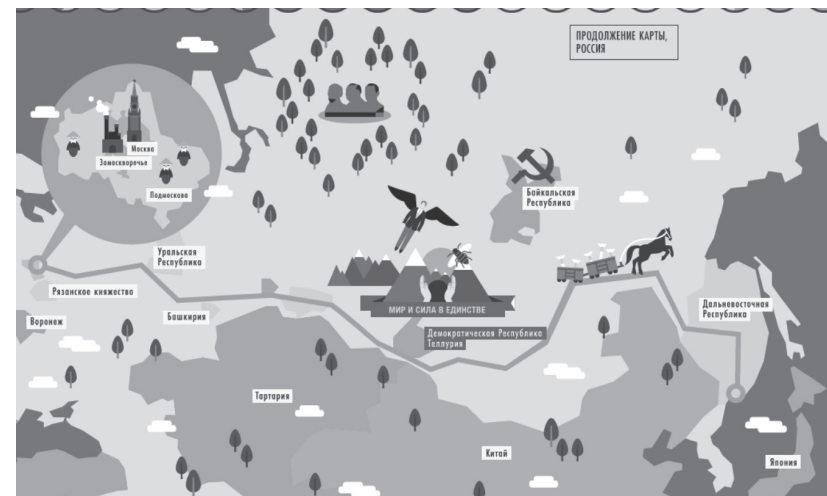 ПРОДОЛЖЕНИЕ КАРТЫ,
РОССИЯ
Москва
Замоскворечье
Подмосковa
Байкальская
Республика
Уральская
Республика
Рязанское княжество
Башкирия
Воронеж
МИР И СИЛА В ЕДИНСТВЕ
Дальневосточная
Республика
Демократическая Республика
Теллурия
Тартария
Китай
Япония